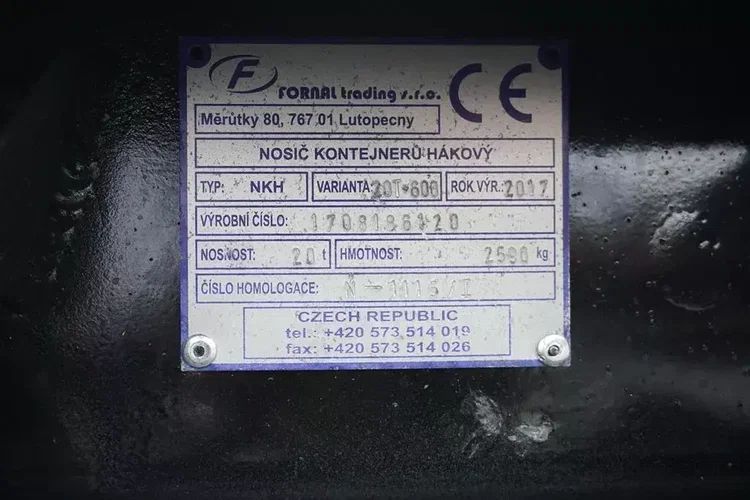 F FORNAL trading s.r.o. CE
Měrůtky 80, 767 01 Lutopecny
NOSIČ KONTEJNERŮ HÁKOVÝ
TYP: NKH VARIANTA: 20T-600 ROK VÝR.: 2017
VÝROBNÍ ČÍSLO:
NOSNOST: 20 t HMOTNOST: 2590 kg
ČÍSLO HOMOLOGACE: N-1115/I
CZECH REPUBLIC
tel.: +420 573 514 019
fax: +420 573 514 026